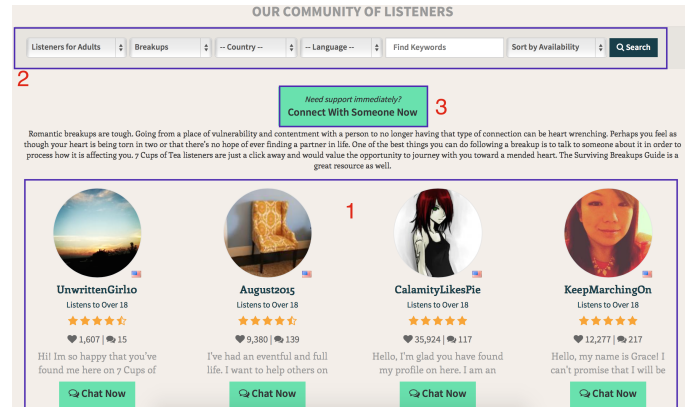 OUR COMMUNITY OF LISTENERS
Listeners for Adults Breakups -- Country -- -- Language -- Find Keywords Sort by Availability Search
2
Need support immediately?
Connect With Someone Now
3
Romantic breakups are tough. Going from a place of vulnerability and contentment with a person to no longer having that type of connection can be heart wrenching. Perhaps you feel as
though your heart is being torn in two or that there's no hope of ever finding a partner in life. One of the best things you can do following a breakup is to talk to someone about it in order to
process how it is affecting you. 7 Cups of Tea listeners are just a click away and would value the opportunity to journey with you toward a mended heart. The Surviving Breakups Guide is a
great resource as well.
1
UnwrittenGirl10 August2015 CalamityLikesPie KeepMarchingOn
Listens to Over 18 Listens to Over 18 Listens to Over 18 Listens to Over 18
1,607 | 15 9,380 | 139 35,924 | 117 12,277 | 217
Hi! Im so happy that you've I've had an eventful and full Hello, I'm glad you have found Hello, my name is Grace! I
found me here on 7 Cups of life. I want to help others on my profile on here. I am an can't promise that I will be
Chat Now Chat Now Chat Now Chat Now